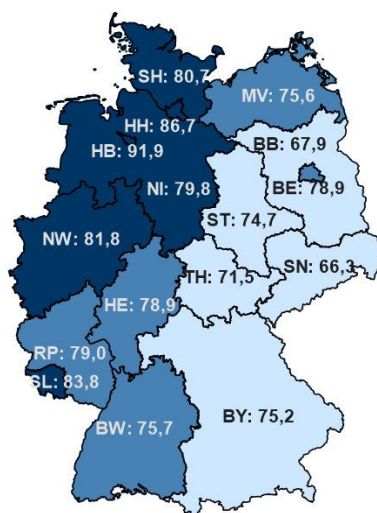 SH: 80,7
MV: 75,6
HH: 86,7
BB: 67,9
HB: 91,9
BE: 78,9
NI: 79,8
ST: 74,7
NW: 81,8
SN: 66,3
TH: 71,5
HE: 78,9
RP: 79,0
SL: 83,8
BW: 75,7
BY: 75,2